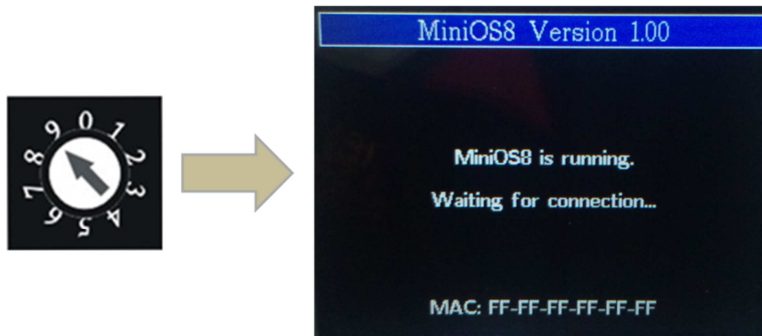 0
1
2
3
4
5
6
7
8
9
MiniOS8 Version 1.00
MiniOS8 is running.
Waiting for connection...
MAC: FF-FF-FF-FF-FF-FF